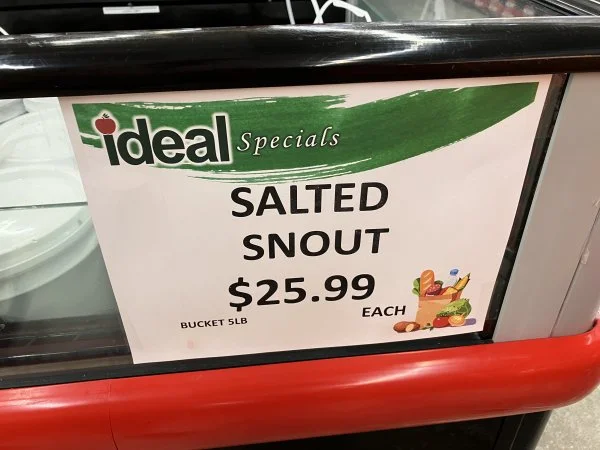 ideal Specials
SALTED
SNOUT
$25.99
EACH
BUCKET 5LB